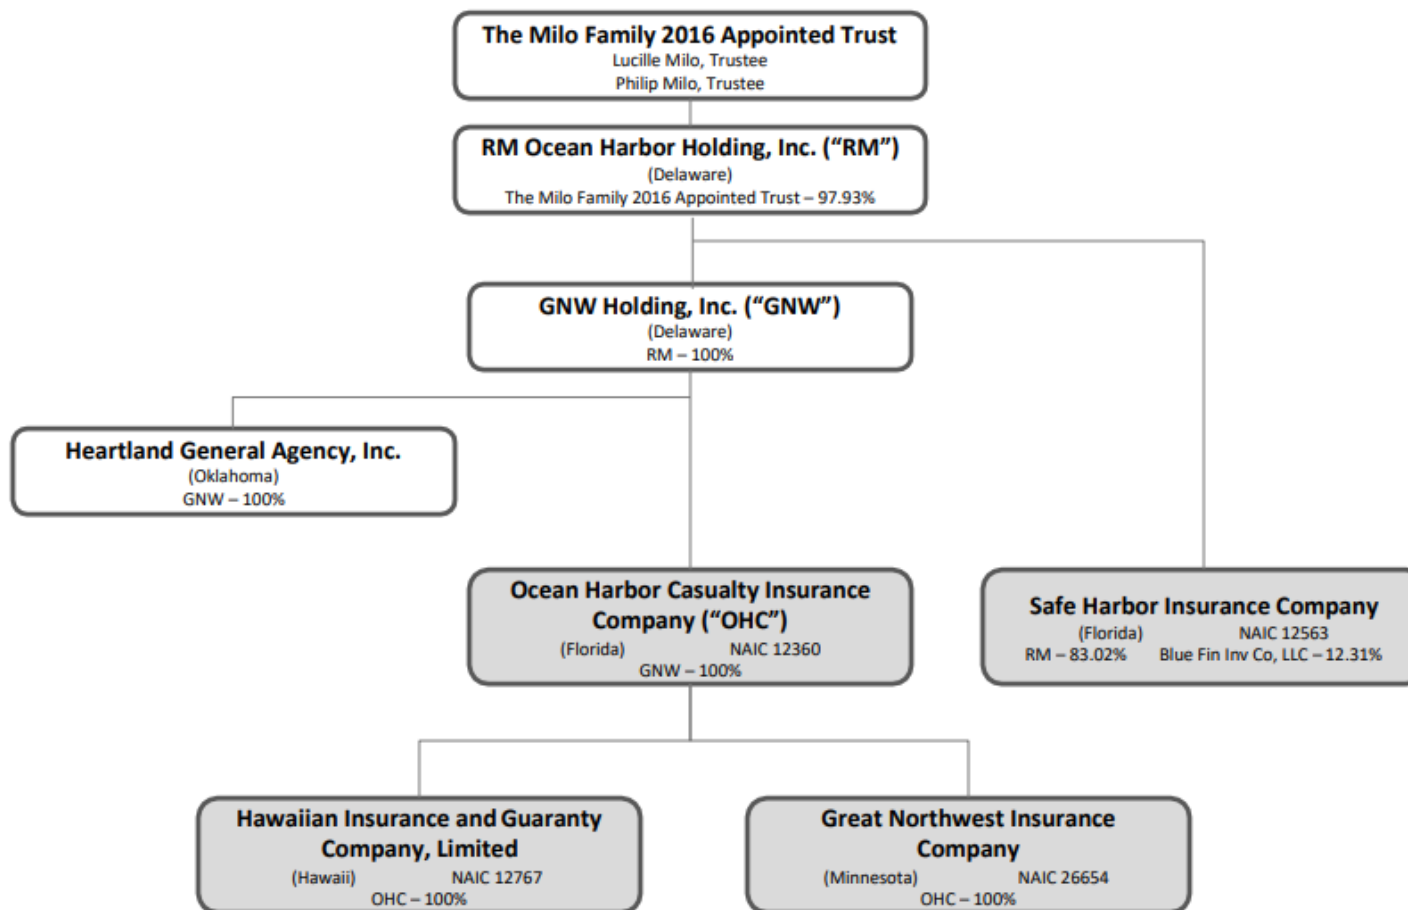 The Milo Family 2016 Appointed Trust
Lucille Milo, Trustee
Philip Milo, Trustee
RM Ocean Harbor Holding, Inc. (“RM”)
(Delaware)
The Milo Family 2016 Appointed Trust – 97.93%
GNW Holding, Inc. (“GNW”)
(Delaware)
RM – 100%
Heartland General Agency, Inc.
(Oklahoma)
GNW – 100%
Ocean Harbor Casualty Insurance
Company (“OHC”)
(Florida) NAIC 12360
GNW – 100%
Safe Harbor Insurance Company
(Florida) NAIC 12563
RM – 83.02% Blue Fin Inv Co, LLC – 12.31%
Hawaiian Insurance and Guaranty
Company, Limited
(Hawaii) NAIC 12767
OHC – 100%
Great Northwest Insurance
Company
(Minnesota) NAIC 26654
OHC – 100%